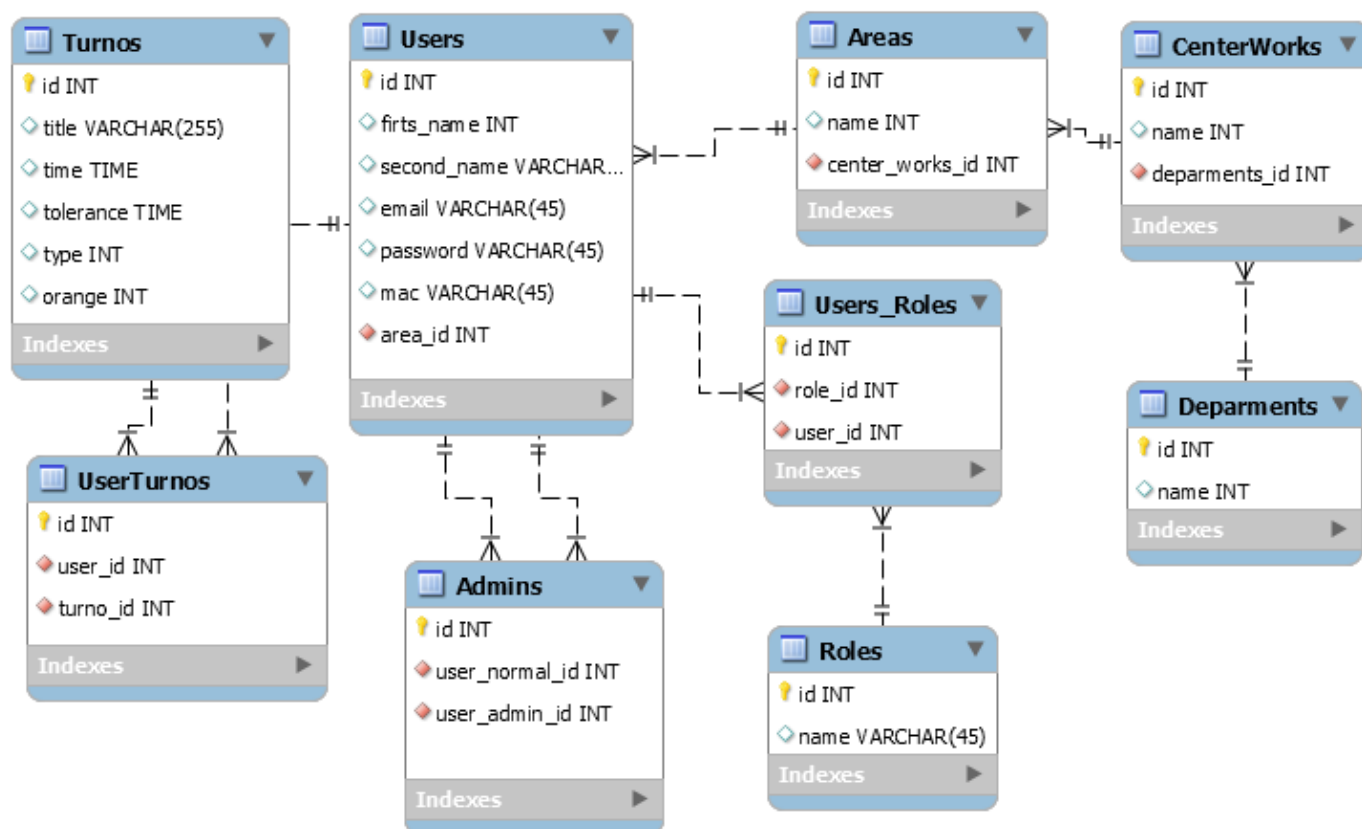 Turnos
id INT
title VARCHAR(255)
time TIME
tolerance TIME
type INT
orange INT
Indexes
Users
id INT
firts_name INT
second_name VARCHAR...
email VARCHAR(45)
password VARCHAR(45)
mac VARCHAR(45)
area_id INT
Indexes
Areas
id INT
name INT
center_works_id INT
Indexes
CenterWorks
id INT
name INT
deparments_id INT
Indexes
Users_Roles
id INT
role_id INT
user_id INT
Indexes
Deparments
id INT
name INT
Indexes
UserTurnos
id INT
user_id INT
turno_id INT
Indexes
Admins
id INT
user_normal_id INT
user_admin_id INT
Indexes
Roles
id INT
name VARCHAR(45)
Indexes